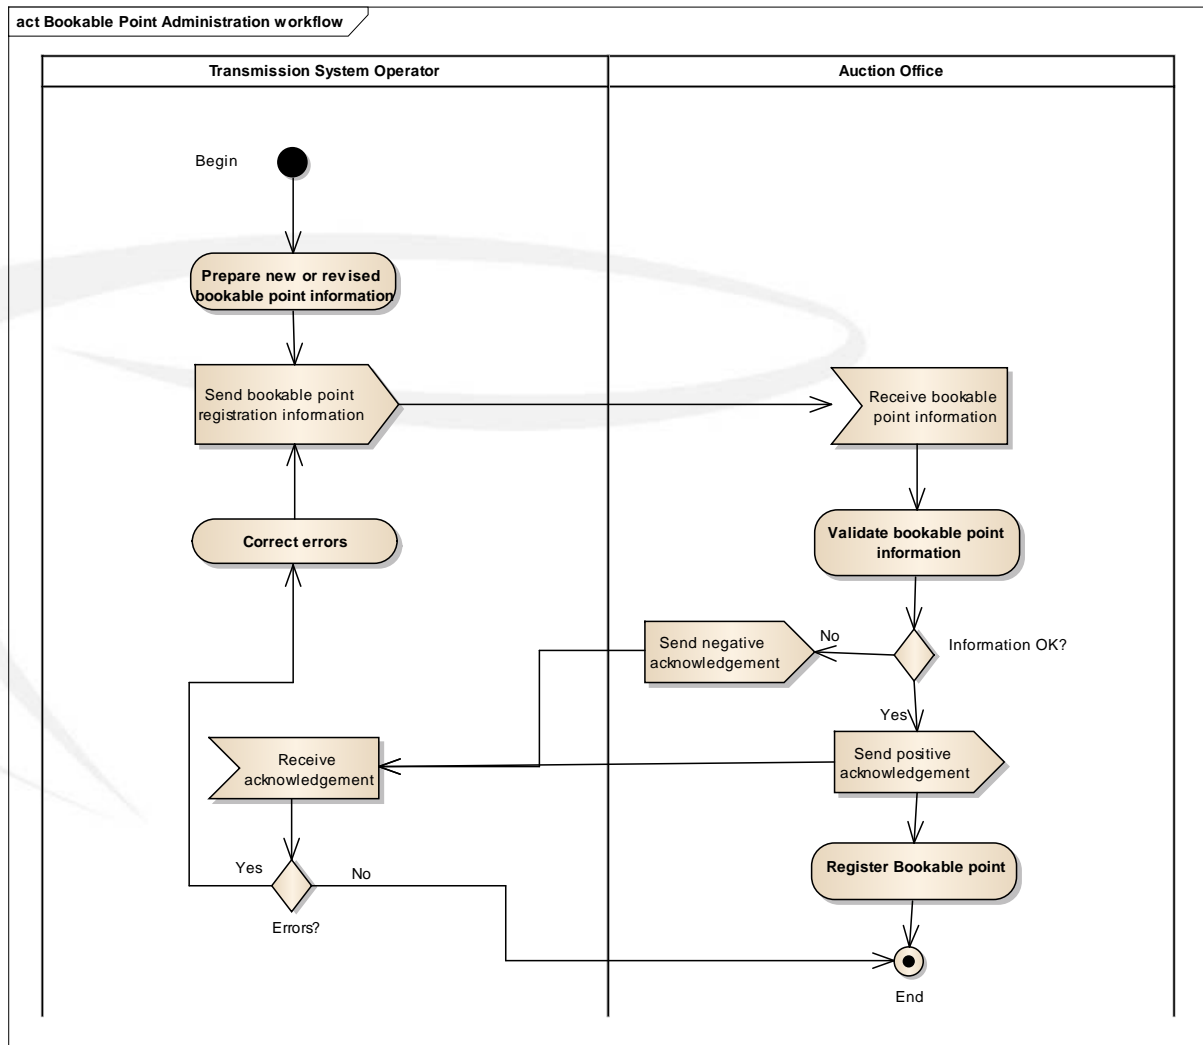 act Bookable Point Administration workflow
Transmission System Operator
Auction Office
Begin
Prepare new or revised
bookable point information
Send bookable point
registration information
Receive bookable
point information
Correct errors
Validate bookable point
information
Information OK?
No
Send negative
acknowledgement
Yes
Send positive
acknowledgement
Receive
acknowledgement
Register Bookable point
Yes
No
Errors?
End